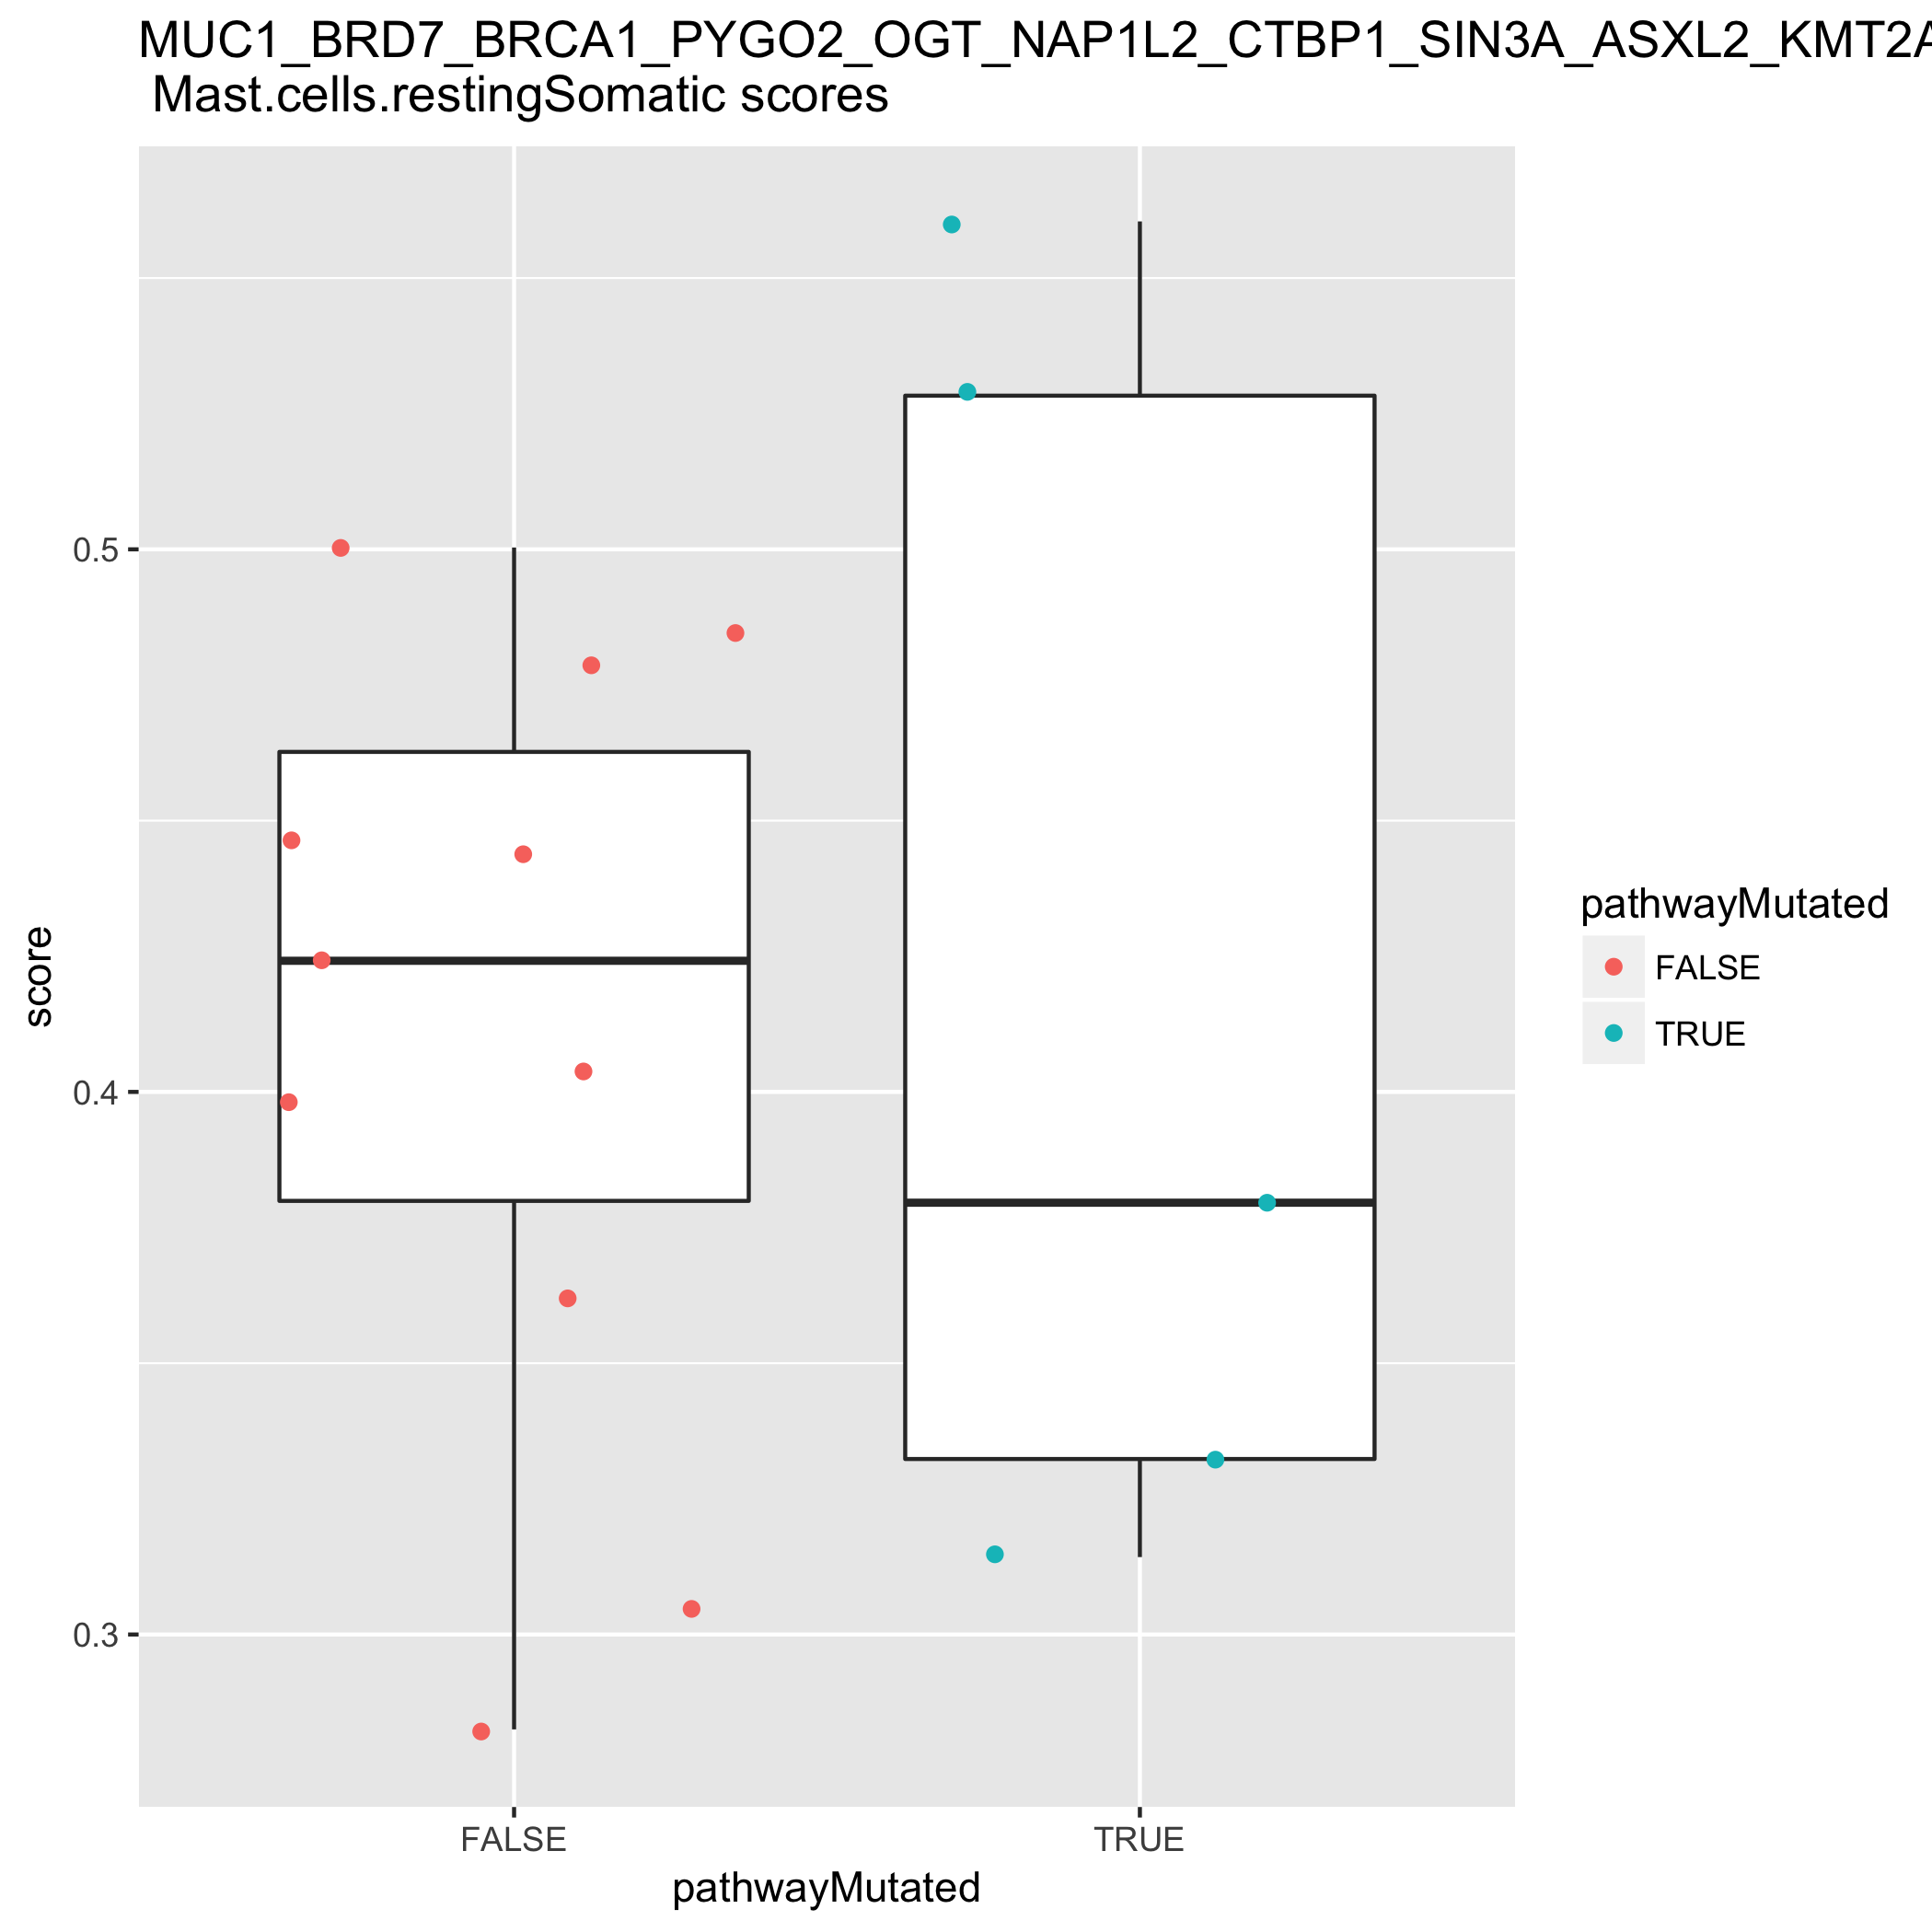 MUC1_BRD7_BRCA1_PYGO2_OGT_NAP1L2_CTBP1_SIN3A_ASXL2_KMT2A
Mast.cells.restingSomatic scores
0.5
0.4
0.3
score
FALSE TRUE
pathwayMutated
pathwayMutated
FALSE
TRUE